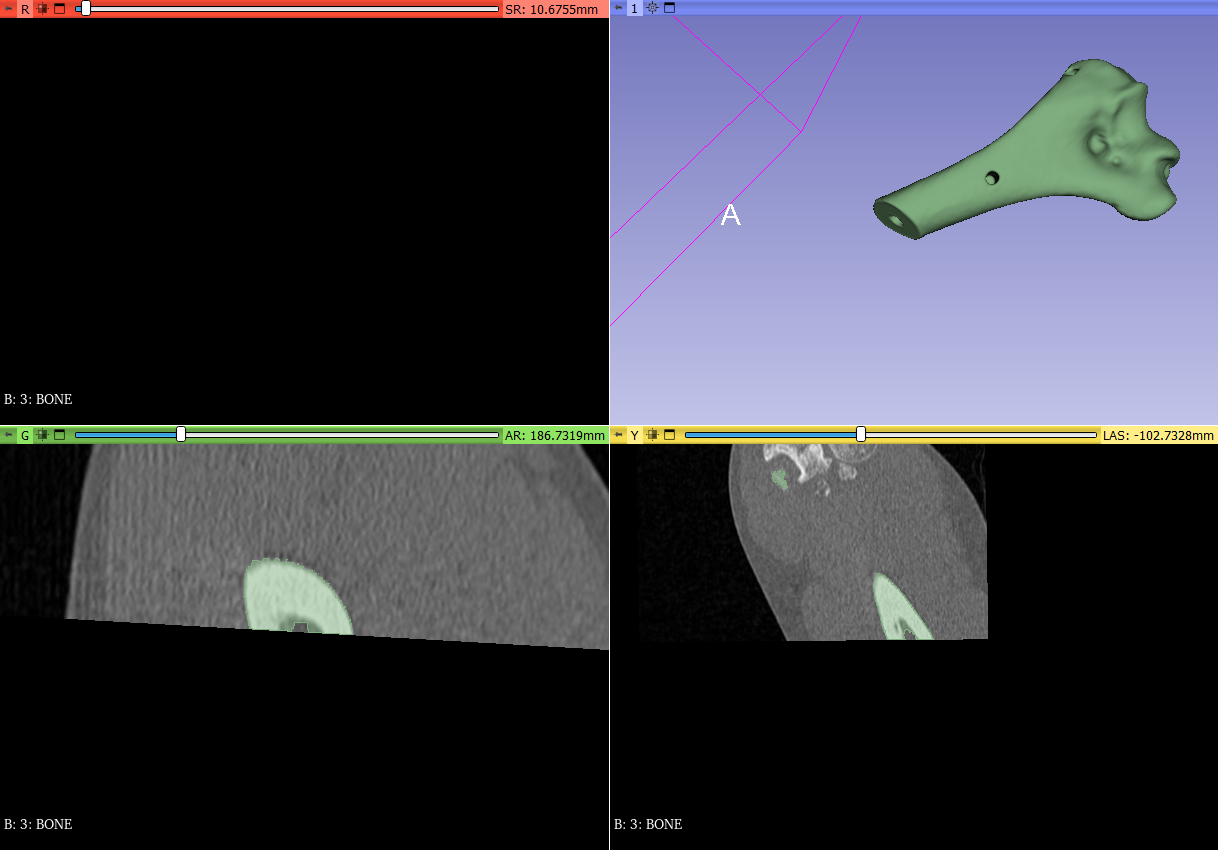 R SR: 10.6755mm
1
A
B: 3: BONE
G AR: 186.7319mm
Y LAS: -102.7328mm
B: 3: BONE
B: 3: BONE